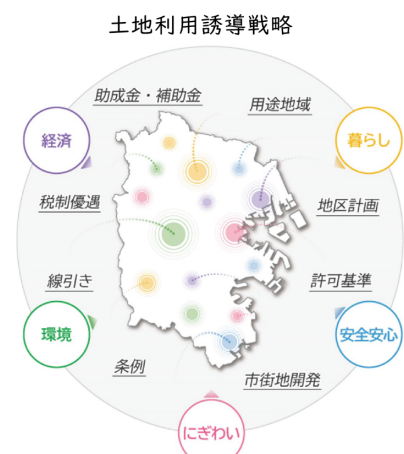 土地利用誘導戦略
助成金・補助金
用途地域
経済
暮らし
税制優遇
地区計画
線引き
許可基準
環境
安全安心
条例
市街地開発
にぎわい